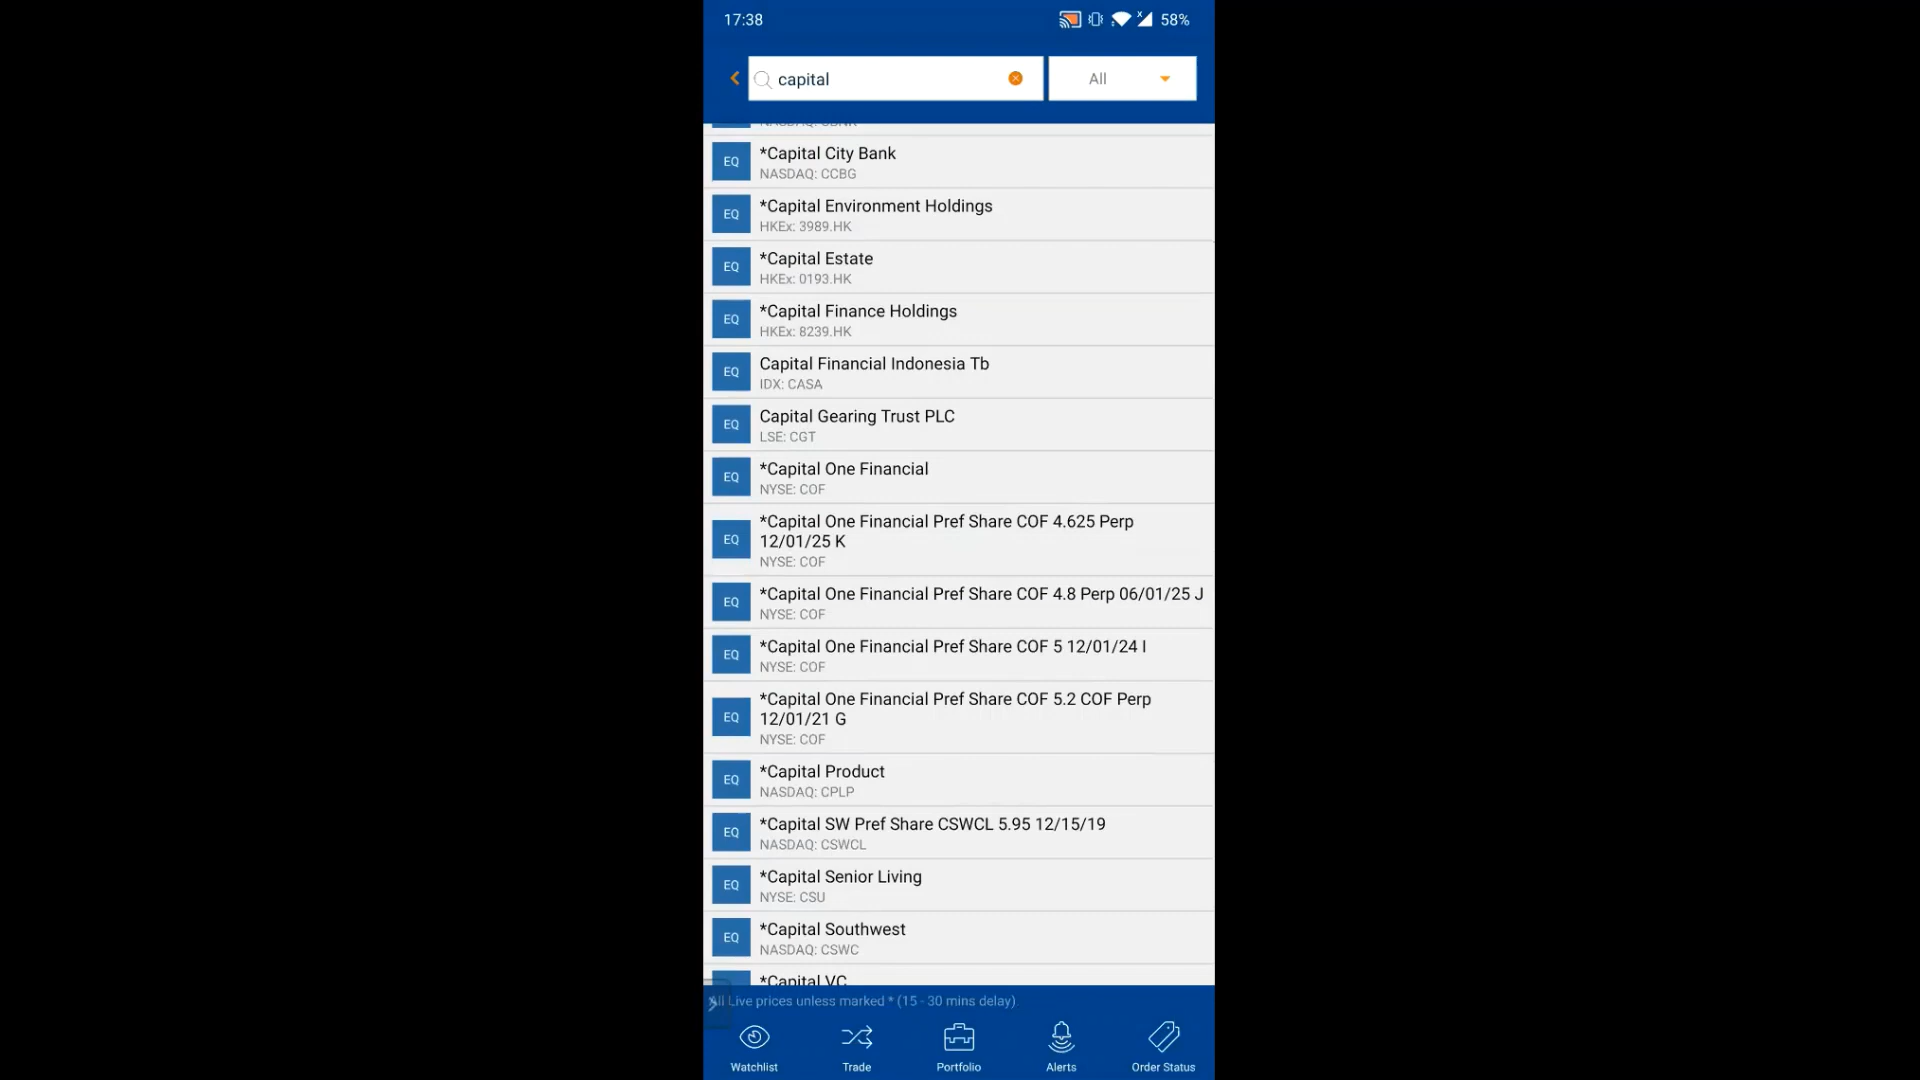 17:38
58%
capital
All
NASDAQ: CBNK
EQ
*Capital City Bank
NASDAQ: CCBG
EQ
*Capital Environment Holdings
HKEx: 3989.HK
EQ
*Capital Estate
HKEx: 0193.HK
EQ
*Capital Finance Holdings
HKEx: 8239.HK
EQ
Capital Financial Indonesia Tb
IDX: CASA
EQ
Capital Gearing Trust PLC
LSE: CGT
EQ
*Capital One Financial
NYSE: COF
EQ
*Capital One Financial Pref Share COF 4.625 Perp
12/01/25 K
NYSE: COF
EQ
*Capital One Financial Pref Share COF 4.8 Perp 06/01/25 J
NYSE: COF
EQ
*Capital One Financial Pref Share COF 5 12/01/24 I
NYSE: COF
EQ
*Capital One Financial Pref Share COF 5.2 COF Perp
12/01/21 G
NYSE: COF
EQ
*Capital Product
NASDAQ: CPLP
EQ
*Capital SW Pref Share CSWCL 5.95 12/15/19
NASDAQ: CSWCL
EQ
*Capital Senior Living
NYSE: CSU
EQ
*Capital Southwest
NASDAQ: CSWC
*Capital VC
All Live prices unless marked * (15 - 30 mins delay)
Watchlist
Trade
Portfolio
Alerts
Order Status